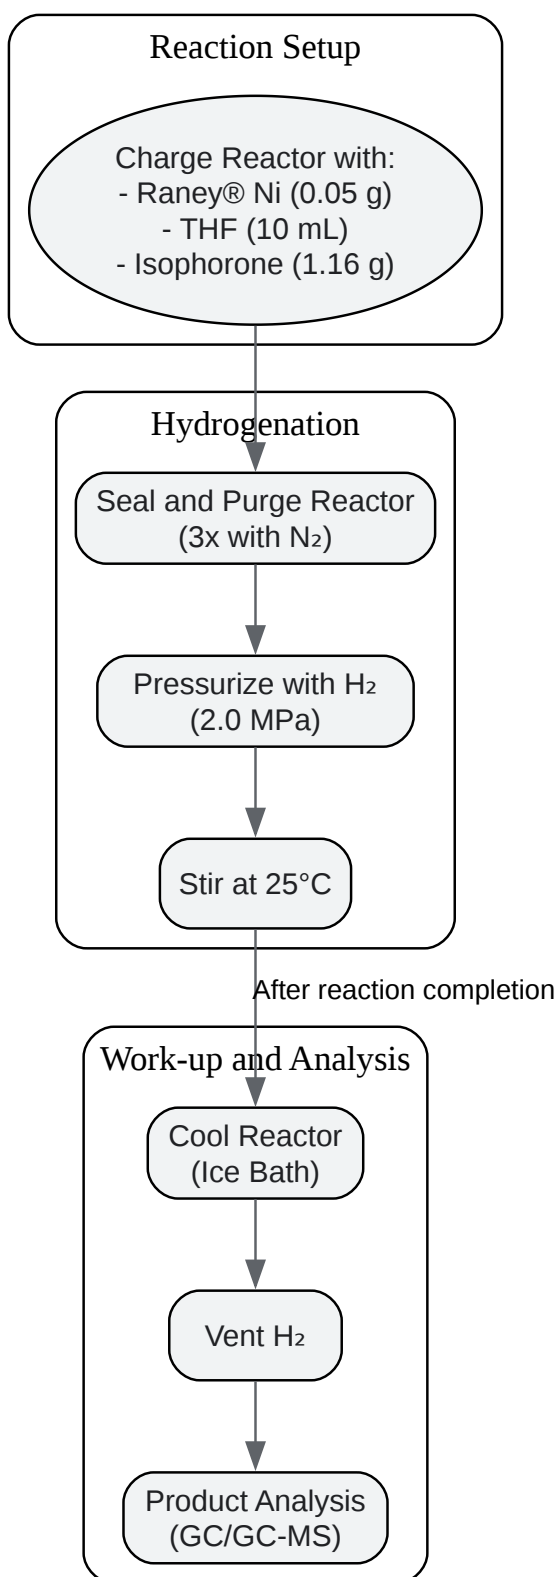 Reaction Setup
Charge Reactor with:
- Raney® Ni (0.05 g)
- THF (10 mL)
- Isophorone (1.16 g)
Hydrogenation
Seal and Purge Reactor
(3x with N₂)
Pressurize with H₂
(2.0 MPa)
Stir at 25°C
After reaction completion
Work-up and Analysis
Cool Reactor
(Ice Bath)
Vent H₂
Product Analysis
(GC/GC-MS)